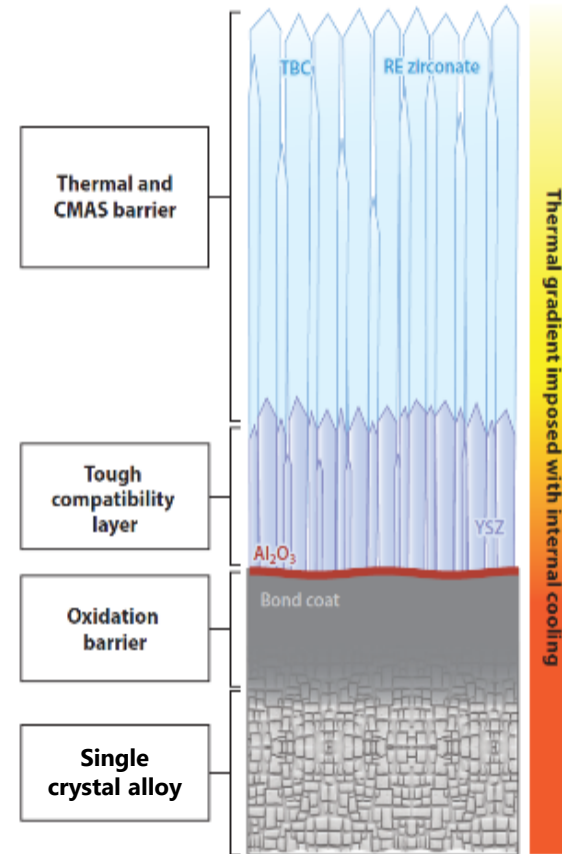 TBC
RE zirconate
Thermal and
CMAS barrier
Tough
compatibility
layer
YSZ
Al₂O₃
Bond coat
Oxidation
barrier
Single
crystal alloy
Thermal gradient imposed with internal cooling